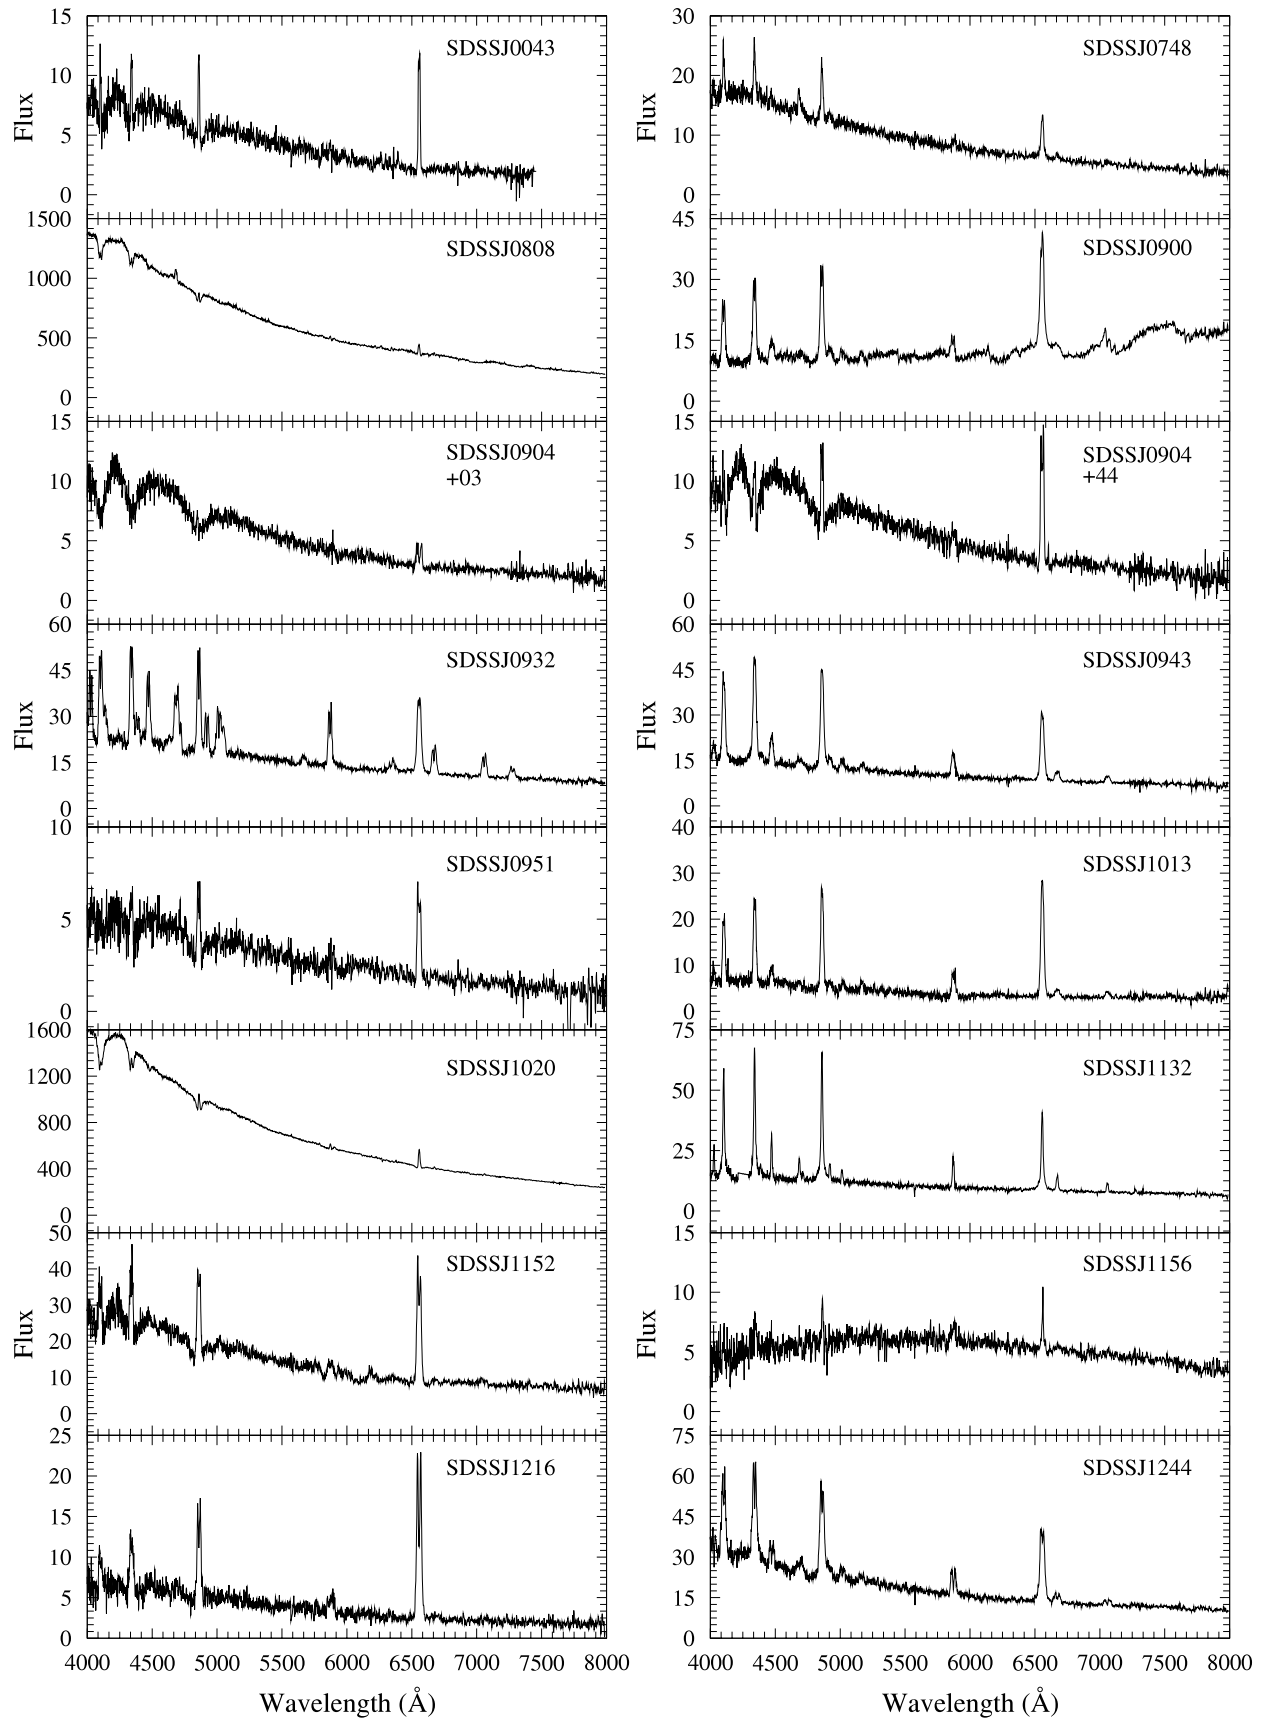 15
10
5
0
Flux
SDSSJ0043
30
20
10
0
Flux
SDSSJ0748
1500
1000
500
0
SDSSJ0808
45
30
15
0
SDSSJ0900
15
10
5
0
SDSSJ0904
+03
15
10
5
0
SDSSJ0904
+44
60
45
30
15
0
Flux
SDSSJ0932
60
45
30
15
0
Flux
SDSSJ0943
10
5
0
SDSSJ0951
40
30
20
10
0
SDSSJ1013
1600
1200
800
400
0
SDSSJ1020
75
50
25
0
SDSSJ1132
50
40
30
20
10
0
Flux
SDSSJ1152
15
10
5
0
Flux
SDSSJ1156
25
20
15
10
5
0
SDSSJ1216
75
60
45
30
15
0
SDSSJ1244
4000 4500 5000 5500 6000 6500 7000 7500 8000
4000 4500 5000 5500 6000 6500 7000 7500 8000
Wavelength (Å)
Wavelength (Å)